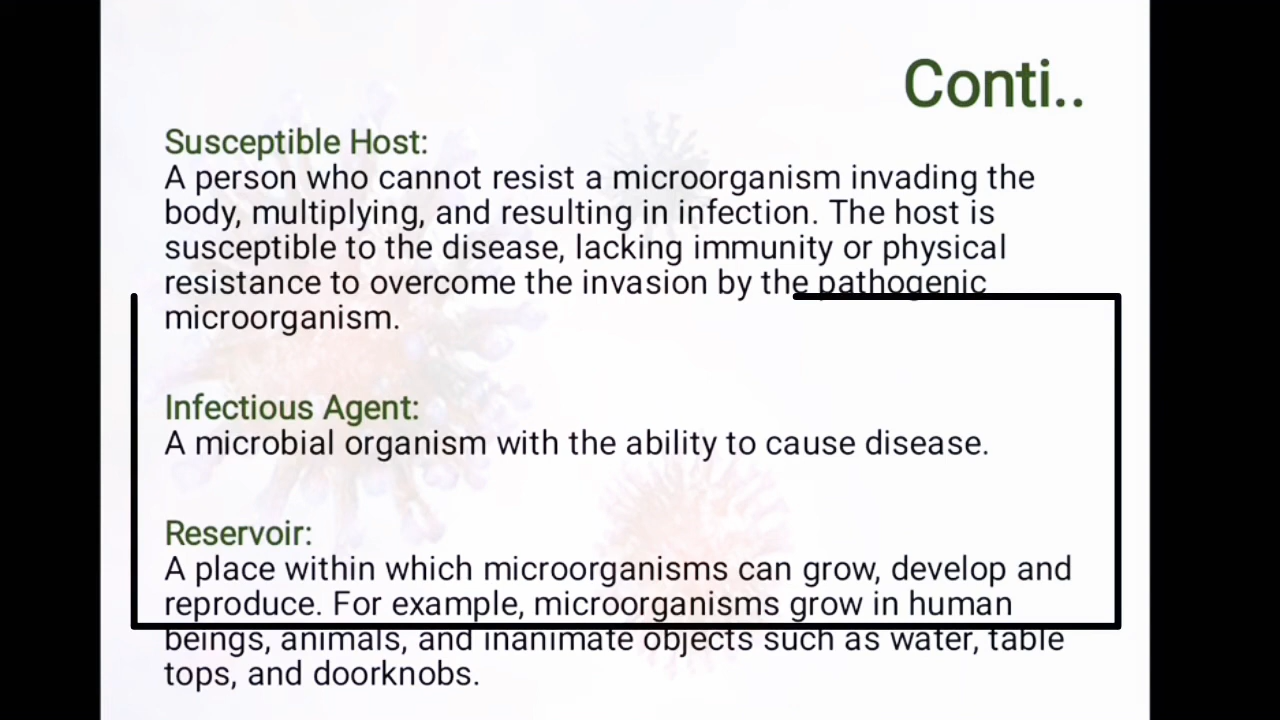 Conti..
Susceptible Host:
A person who cannot resist a microorganism invading the
body, multiplying, and resulting in infection. The host is
susceptible to the disease, lacking immunity or physical
resistance to overcome the invasion by the pathogenic
microorganism.
Infectious Agent:
A microbial organism with the ability to cause disease.
Reservoir:
A place within which microorganisms can grow, develop and
reproduce. For example, microorganisms grow in human
beings, animals, and inanimate objects such as water, table
tops, and doorknobs.